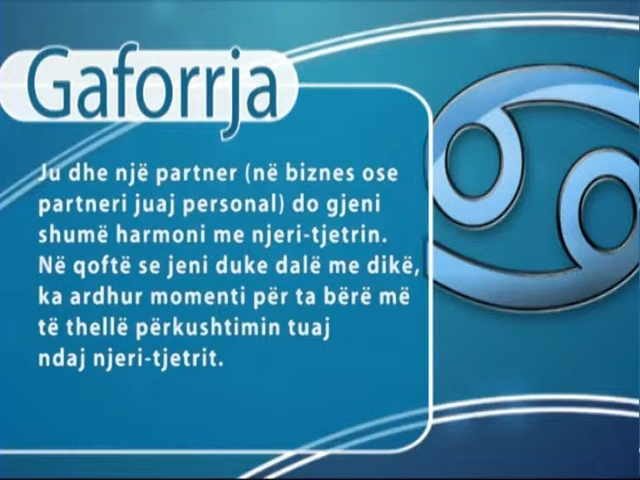 Gaforrja
Ju dhe një partner (në biznes ose
partneri juaj personal) do gjeni
shumë harmoni me njeri-tjetrin.
Në qoftë se jeni duke dalë me dikë,
ka ardhur momenti për ta bërë më
të thellë përkushtimin tuaj
ndaj njeri-tjetrit.